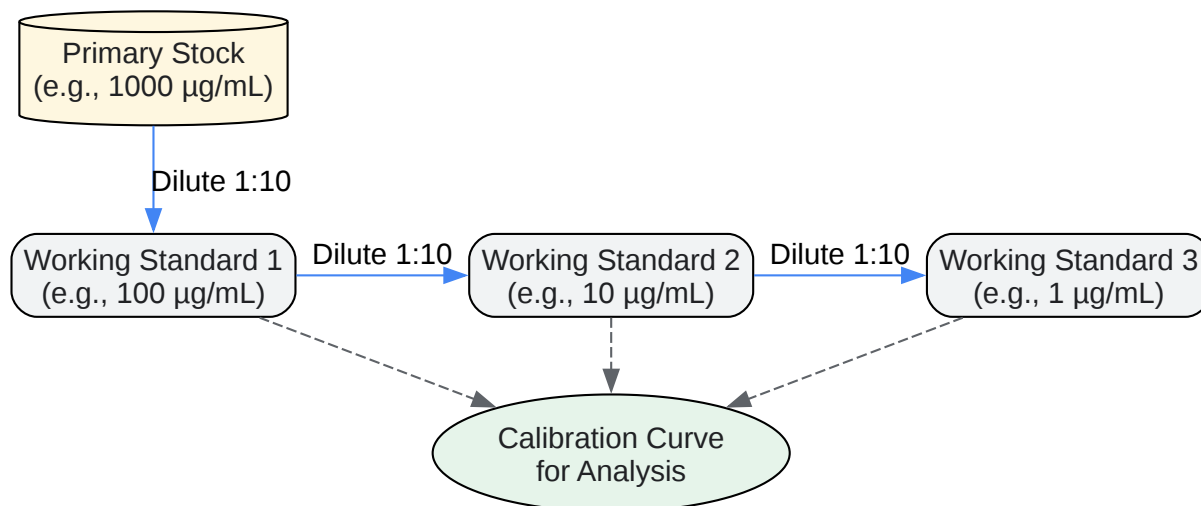 Primary Stock
(e.g., 1000 µg/mL)
Dilute 1:10
Working Standard 1
(e.g., 100 µg/mL)
Dilute 1:10
Working Standard 2
(e.g., 10 µg/mL)
Dilute 1:10
Working Standard 3
(e.g., 1 µg/mL)
Calibration Curve
for Analysis